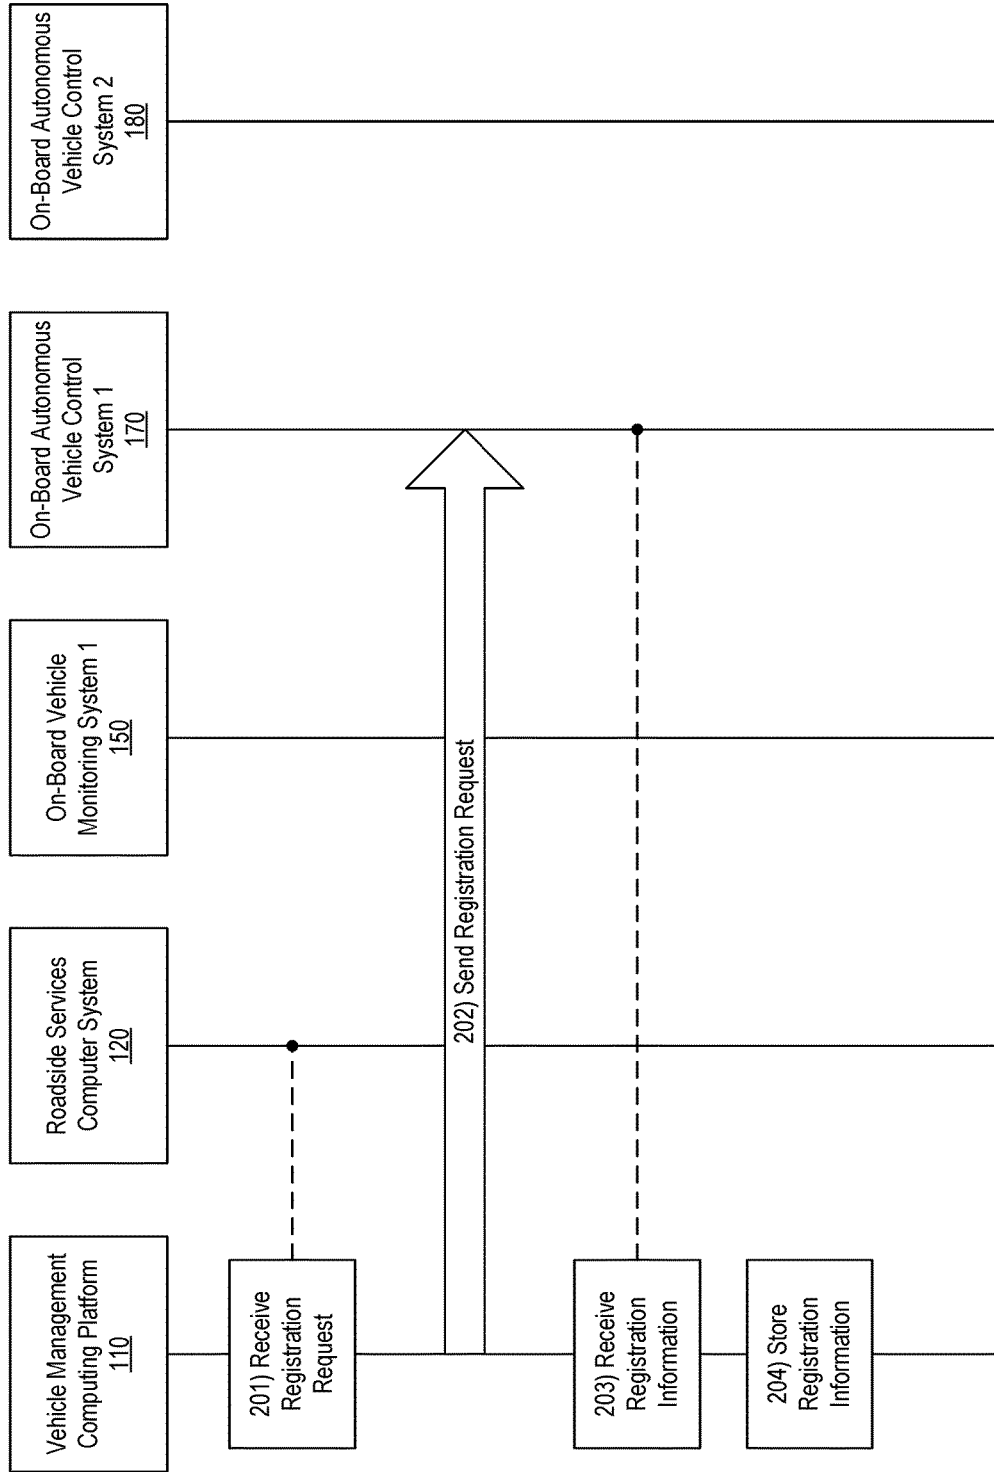 Vehicle Management
Computing Platform
110
Roadside Services
Computer System
120
On-Board Vehicle
Monitoring System 1
150
On-Board Autonomous
Vehicle Control
System 1
170
On-Board Autonomous
Vehicle Control
System 2
180
201) Receive
Registration
Request
202) Send Registration Request
203) Receive
Registration
Information
204) Store
Registration
Information